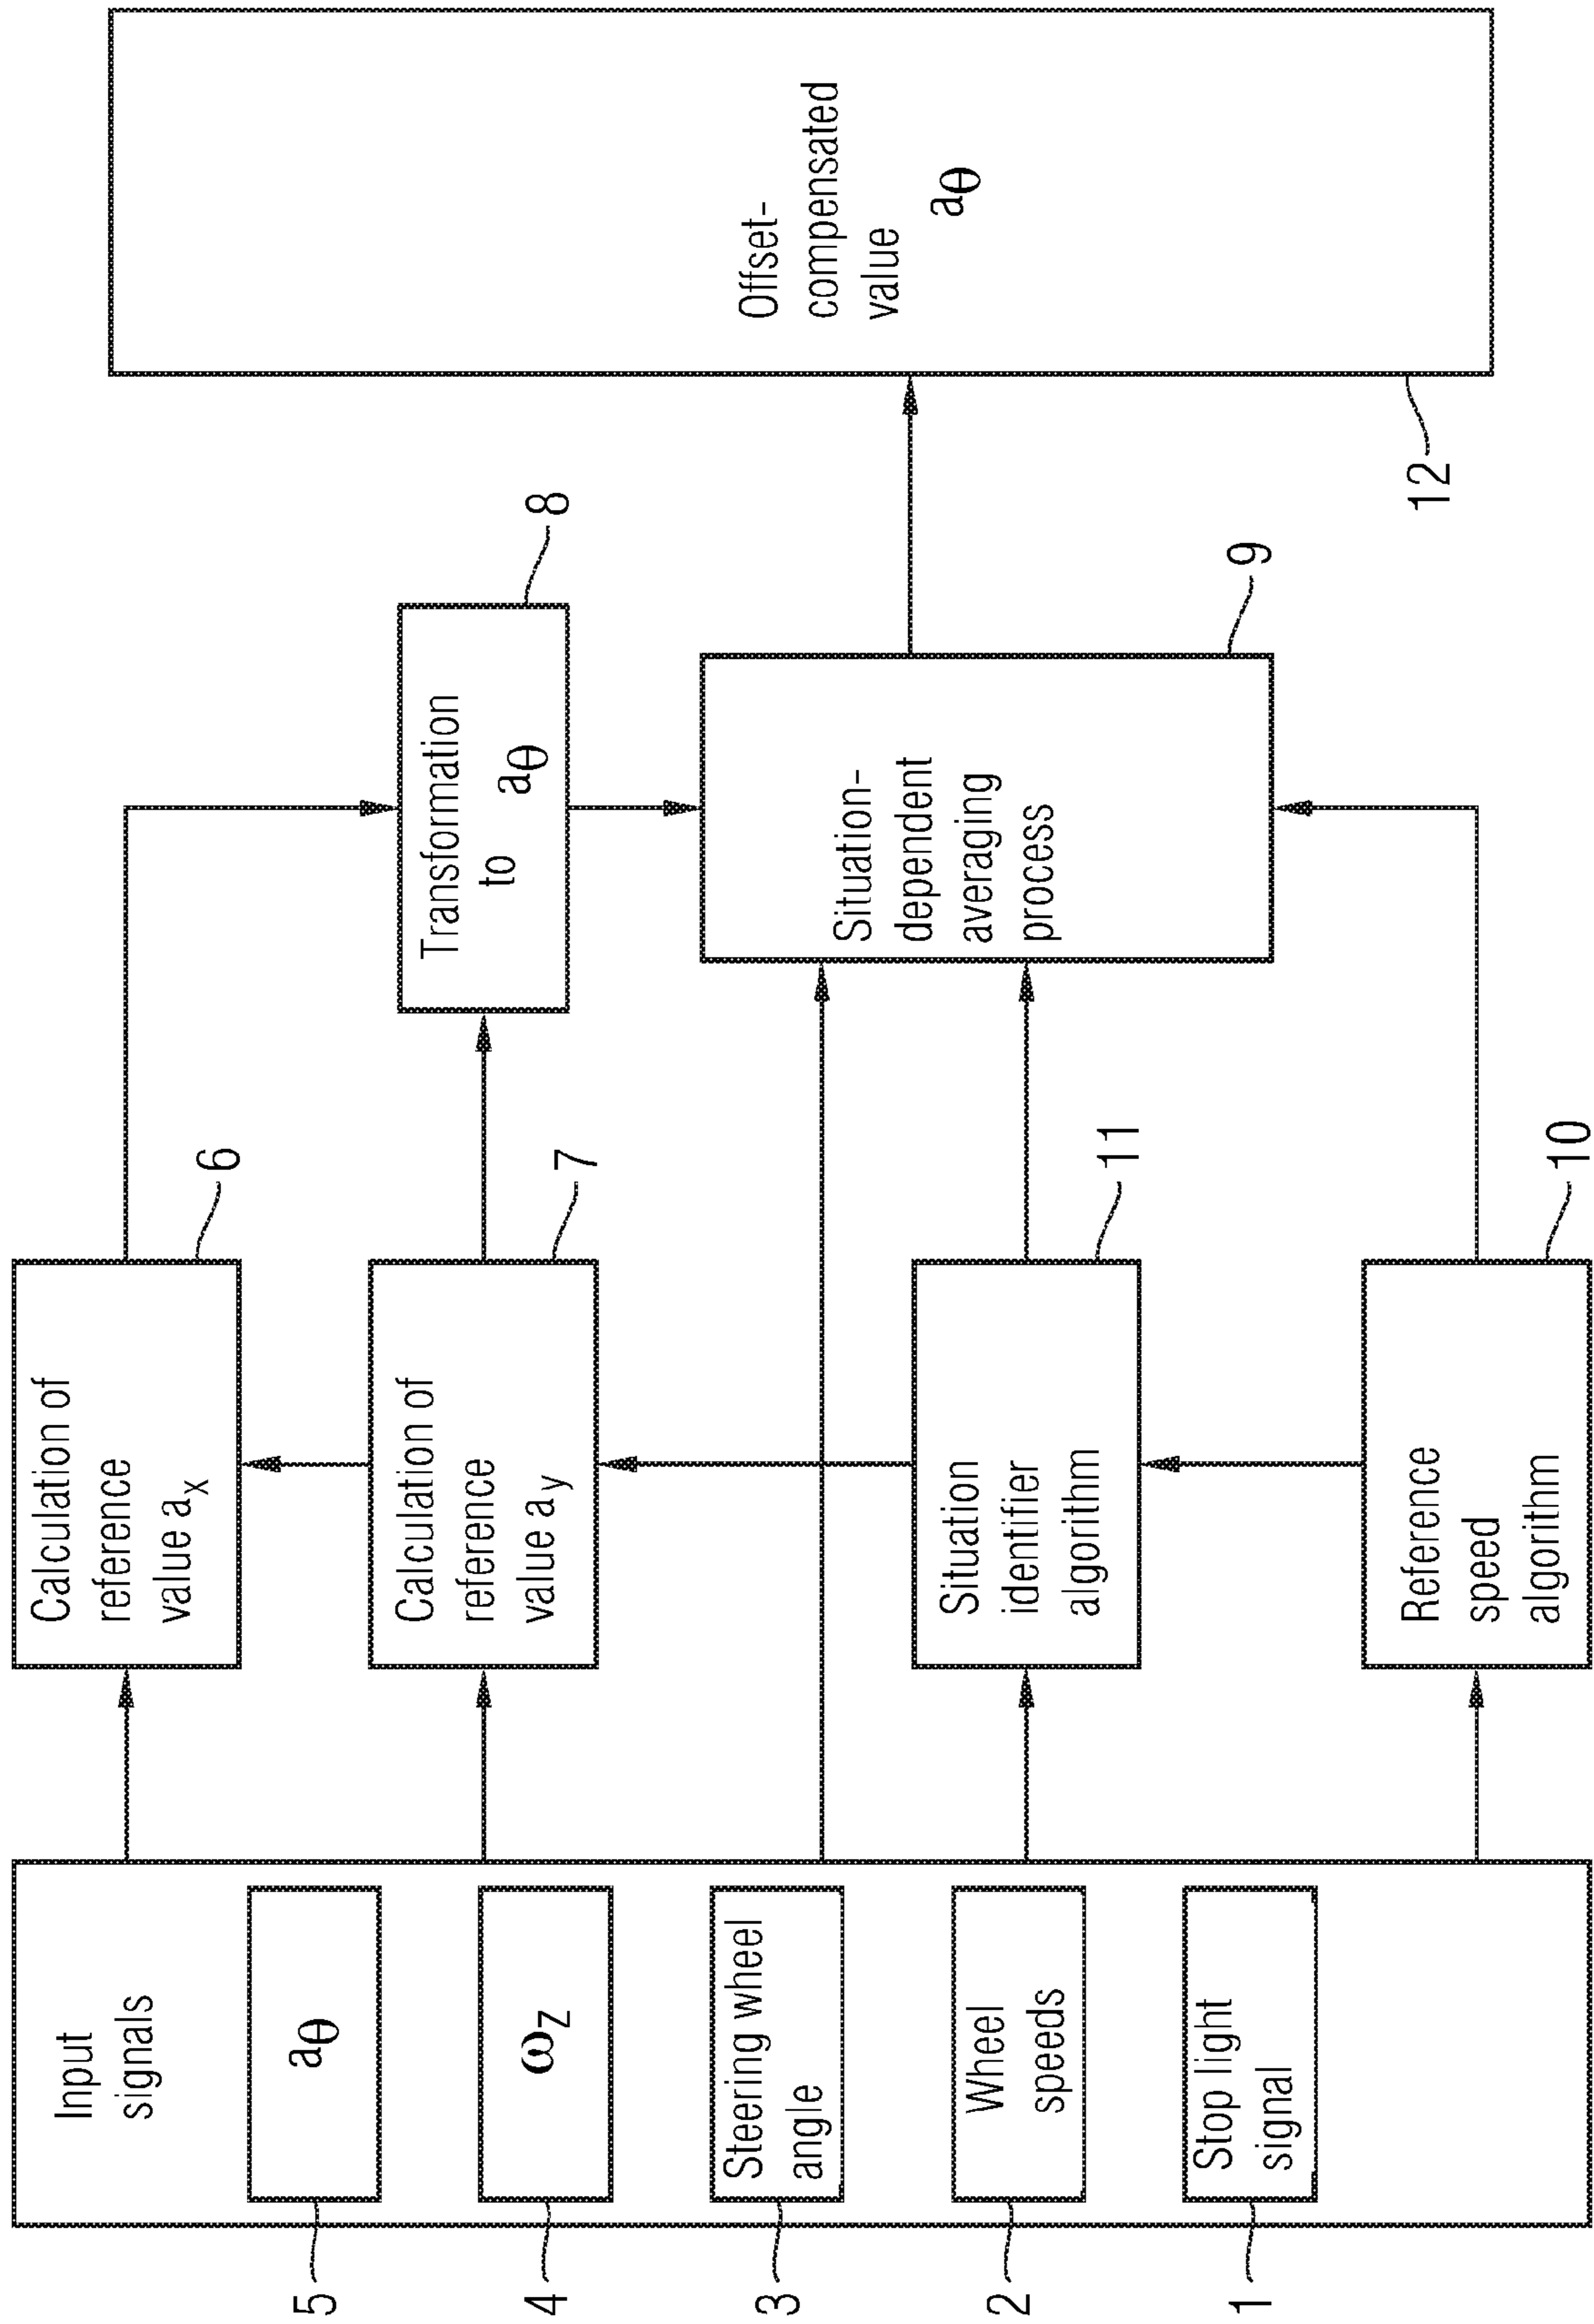 Input
signals
5
aθ
4
ωz
3
Steering wheel
angle
2
Wheel
speeds
1
Stop light
signal
Calculation of
reference
value ax
6
Calculation of
reference
value ay
7
Situation
identifier
algorithm
11
Reference
speed
algorithm
10
Transformation
to aθ
8
Situation-
dependent
averaging
process
9
Offset-
compensated
value
aθ
12